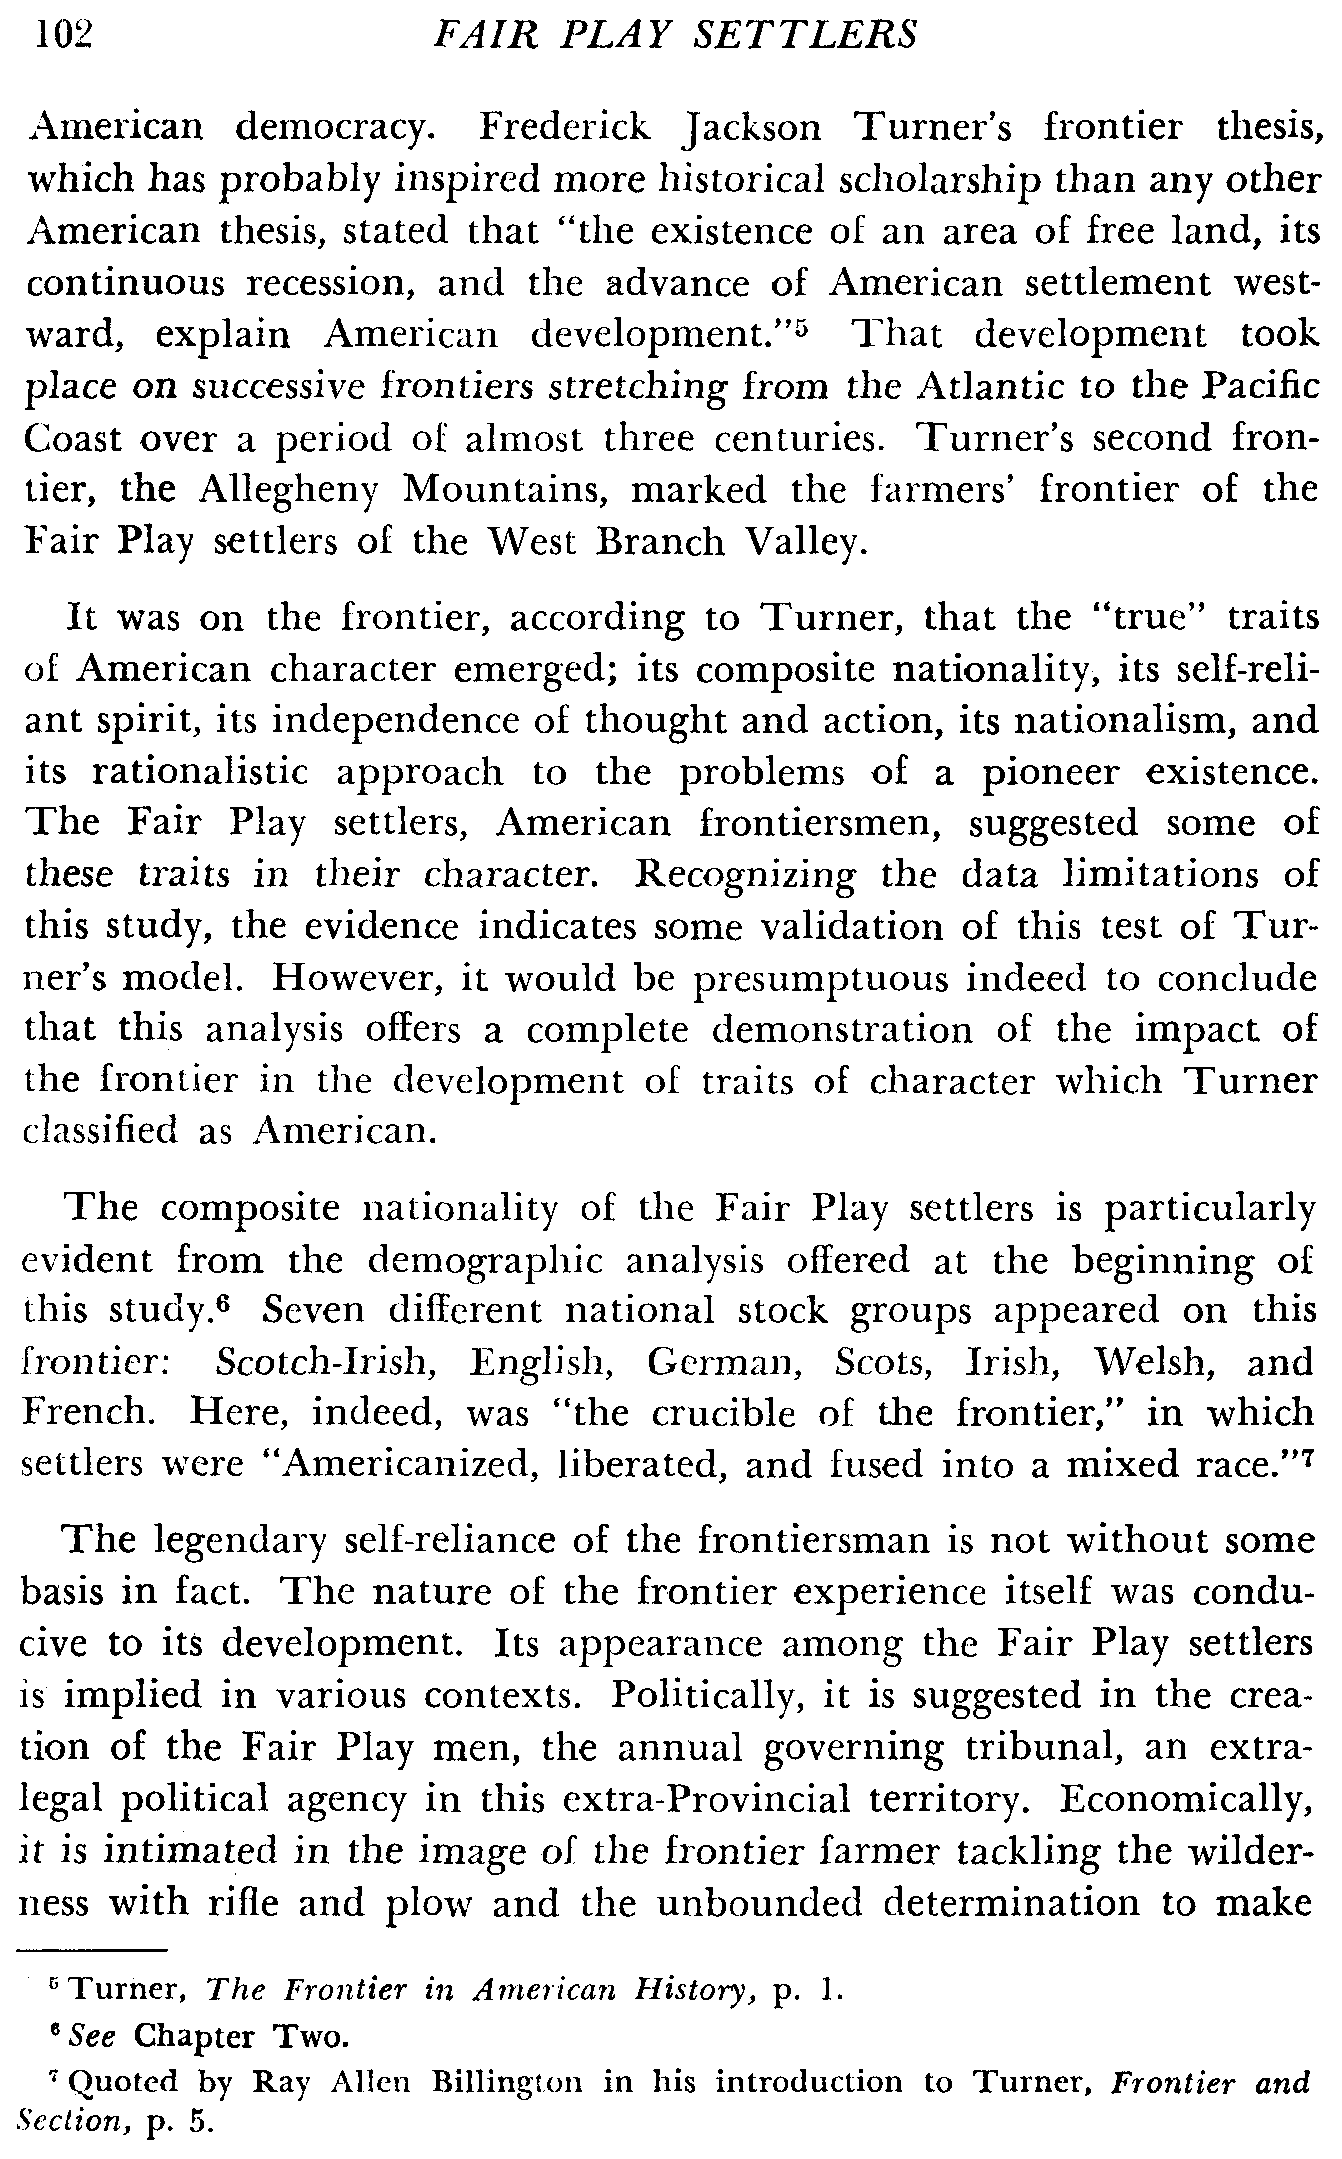 102 FAIR PLAY SETTLERS
American democracy. Frederick Jackson Turner's frontier thesis,
which has probably inspired more historical scholarship than any other
American thesis, stated that "the existence of an area of free land, its
continuous recession, and the advance of American settlement west-
ward, explain American development."⁵ That development took
place on successive frontiers stretching from the Atlantic to the Pacific
Coast over a period of almost three centuries. Turner's second fron-
tier, the Allegheny Mountains, marked the farmers' frontier of the
Fair Play settlers of the West Branch Valley.
It was on the frontier, according to Turner, that the "true" traits
of American character emerged; its composite nationality, its self-reli-
ant spirit, its independence of thought and action, its nationalism, and
its rationalistic approach to the problems of a pioneer existence.
The Fair Play settlers, American frontiersmen, suggested some of
these traits in their character. Recognizing the data limitations of
this study, the evidence indicates some validation of this test of Tur-
ner's model. However, it would be presumptuous indeed to conclude
that this analysis offers a complete demonstration of the impact of
the frontier in the development of traits of character which Turner
classified as American.
The composite nationality of the Fair Play settlers is particularly
evident from the demographic analysis offered at the beginning of
this study.⁶ Seven different national stock groups appeared on this
frontier: Scotch-Irish, English, German, Scots, Irish, Welsh, and
French. Here, indeed, was "the crucible of the frontier," in which
settlers were "Americanized, liberated, and fused into a mixed race."⁷
The legendary self-reliance of the frontiersman is not without some
basis in fact. The nature of the frontier experience itself was condu-
cive to its development. Its appearance among the Fair Play settlers
is implied in various contexts. Politically, it is suggested in the crea-
tion of the Fair Play men, the annual governing tribunal, an extra-
legal political agency in this extra-Provincial territory. Economically,
it is intimated in the image of the frontier farmer tackling the wilder-
ness with rifle and plow and the unbounded determination to make
⁵ Turner, The Frontier in American History, p. 1.
⁶ See Chapter Two.
⁷ Quoted by Ray Allen Billington in his introduction to Turner, Frontier and
Section, p. 5.